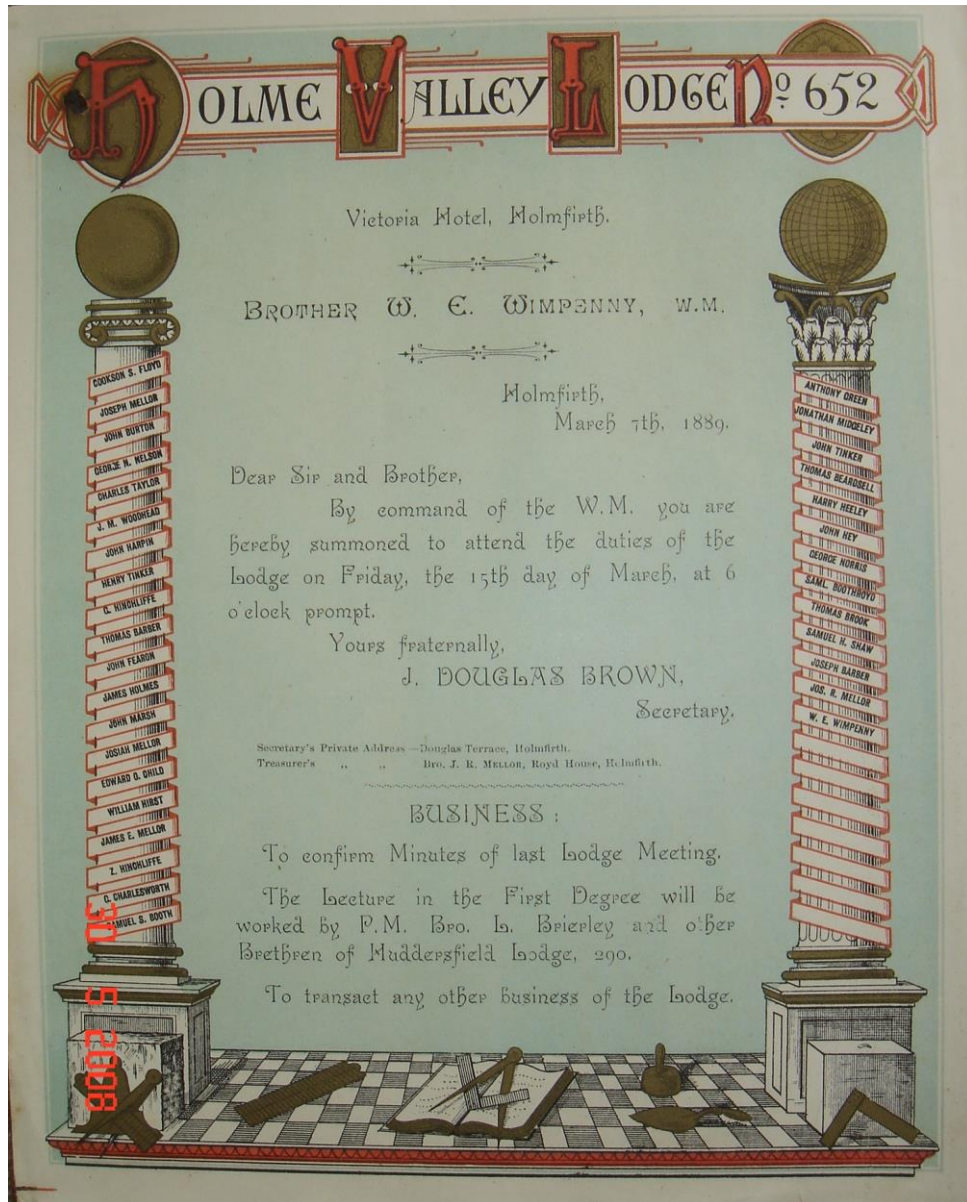 HOLME VALLEY LODGE No. 652
Victoria Hotel, Holmfirth.
BROTHER W. E. WIMPENNY, W.M.
Holmfirth,
March 7th, 1889.
Dear Sir and Brother,
By command of the W.M. you are
hereby summoned to attend the duties of the
Lodge on Friday, the 15th day of March, at 6
o'clock prompt.
Yours fraternally,
J. DOUGLAS BROWN,
Secretary.
Secretary's Private Address—Douglas Terrace, Holmfirth.
Treasurer's „ „ Bro. J. R. MELLOR, Royd House, Holmfirth.
BUSINESS:
To confirm Minutes of last Lodge Meeting.
The Lecture in the First Degree will be
worked by P.M. Bro. L. Brierley and other
Brethren of Huddersfield Lodge, 290.
To transact any other business of the Lodge.
COOKSON S. FLOYD
JOSEPH MELLOR
JOHN BURTON
GEORGE N. NELSON
CHARLES TAYLOR
J. M. WOODHEAD
JOHN HARPIN
HENRY TINKER
C. HINCHLIFFE
THOMAS BARBER
JOHN FEARON
JAMES HOLMES
JOHN MARSH
JOSIAH MELLOR
EDWARD O. CHILD
WILLIAM HIRST
JAMES E. MELLOR
Z. HINCHLIFFE
O. CHARLESWORTH
SAMUEL S. BOOTH
ANTHONY GREEN
JONATHAN MIDGELEY
JOHN TINKER
THOMAS BEARDSELL
HARRY HEELEY
JOHN HEY
GEORGE NORRIS
SAML. BOOTHROYD
THOMAS BROOK
SAMUEL H. SHAW
JOSEPH BARBER
JOS. R. MELLOR
W. E. WIMPENNY
30 5 2006